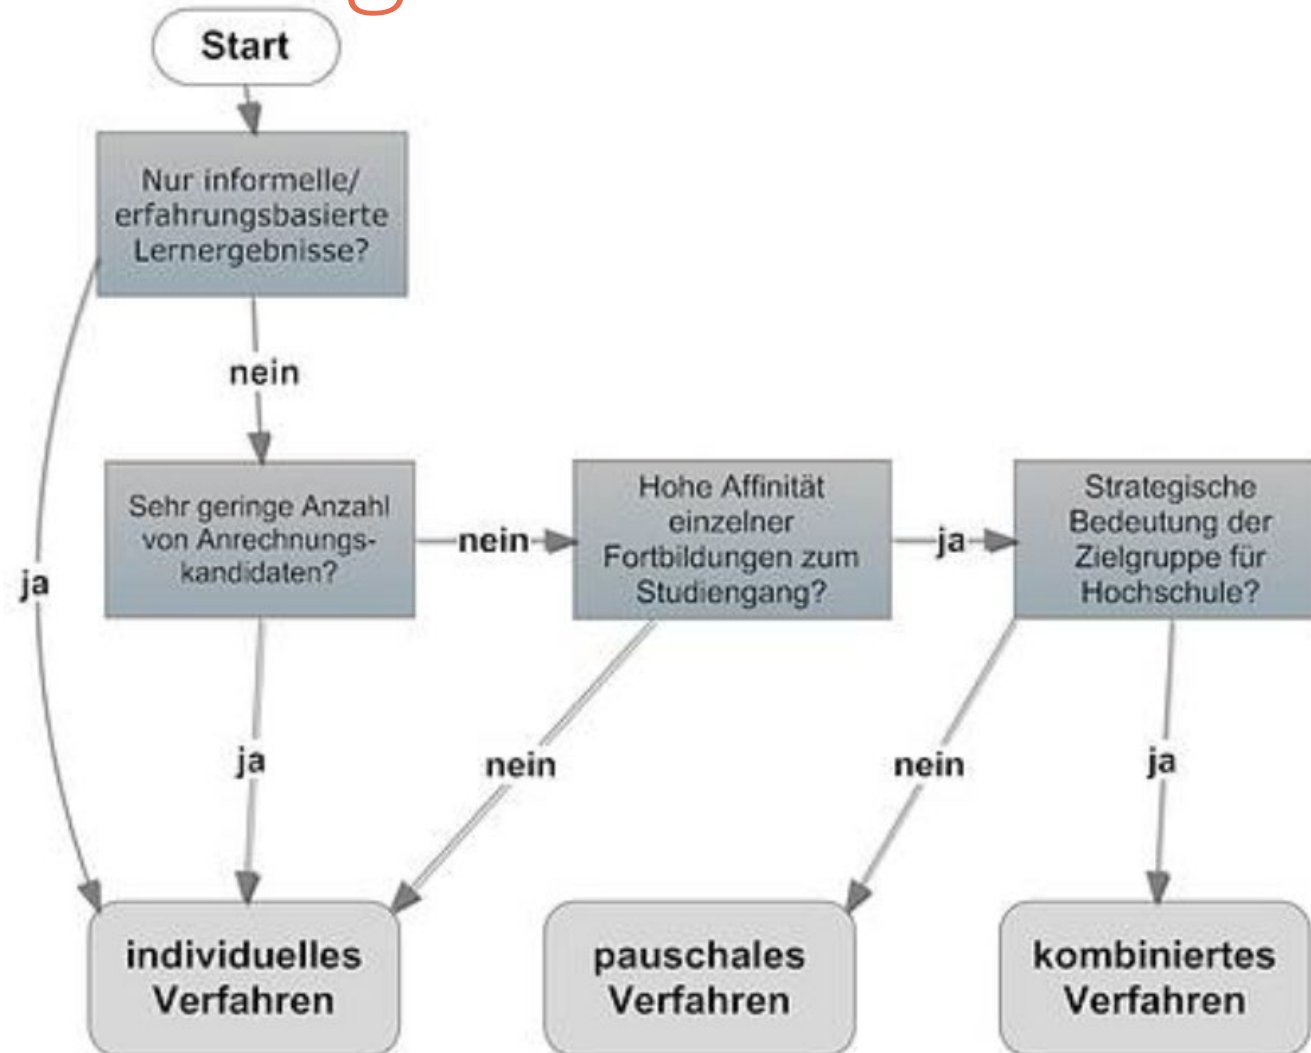 Start
Nur informelle/
erfahrungsbasierte
Lernergebnisse?
nein
Sehr geringe Anzahl
von Anrechnungs-
kandidaten?
nein
Hohe Affinität
einzelner
Fortbildungen zum
Studiengang?
ja
Strategische
Bedeutung der
Zielgruppe für
Hochschule?
ja
ja
nein
nein
ja
individuelles
Verfahren
pauschales
Verfahren
kombiniertes
Verfahren